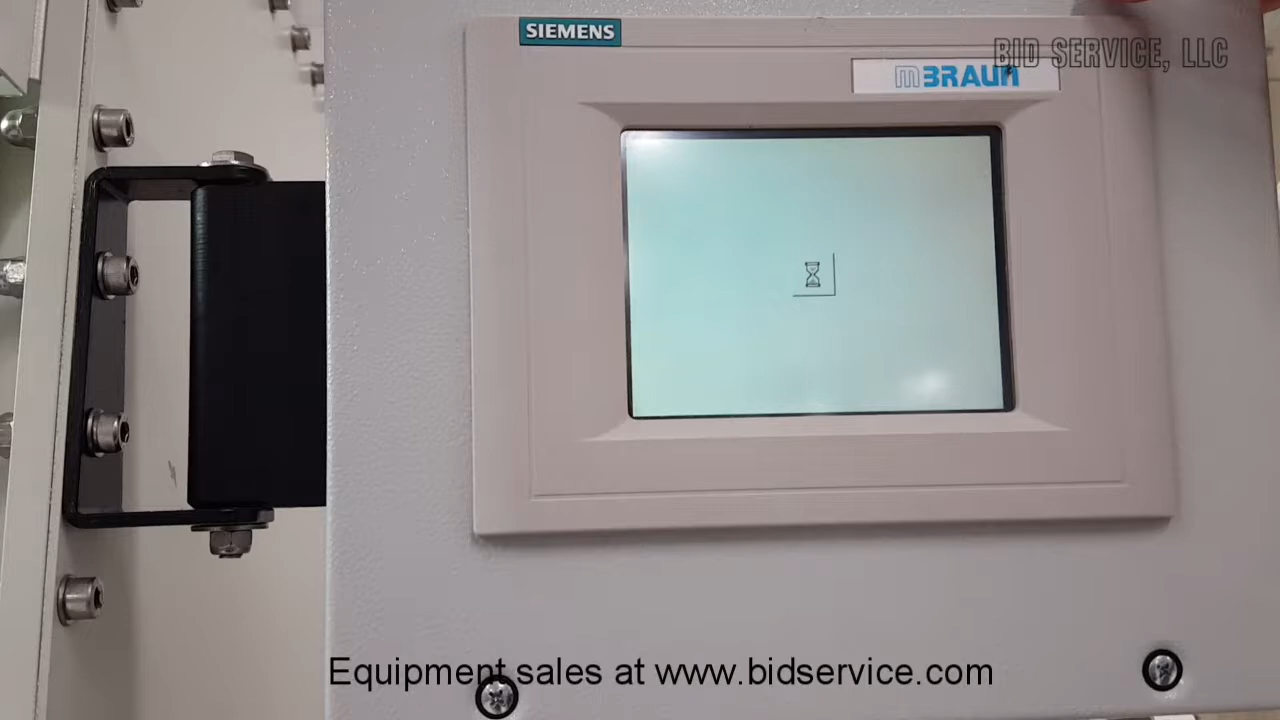 SIEMENS
BID SERVICE, LLC
mBRAUN
Equipment sales at www.bidservice.com